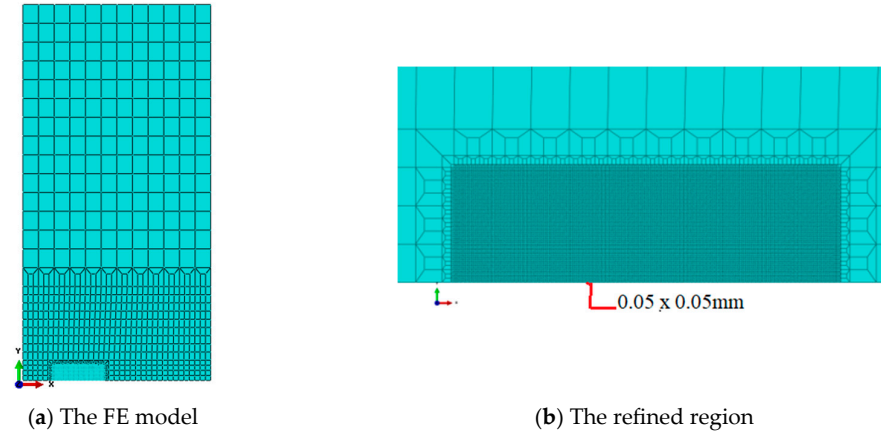 Y
X
0.05 x 0.05mm
(a) The FE model
(b) The refined region